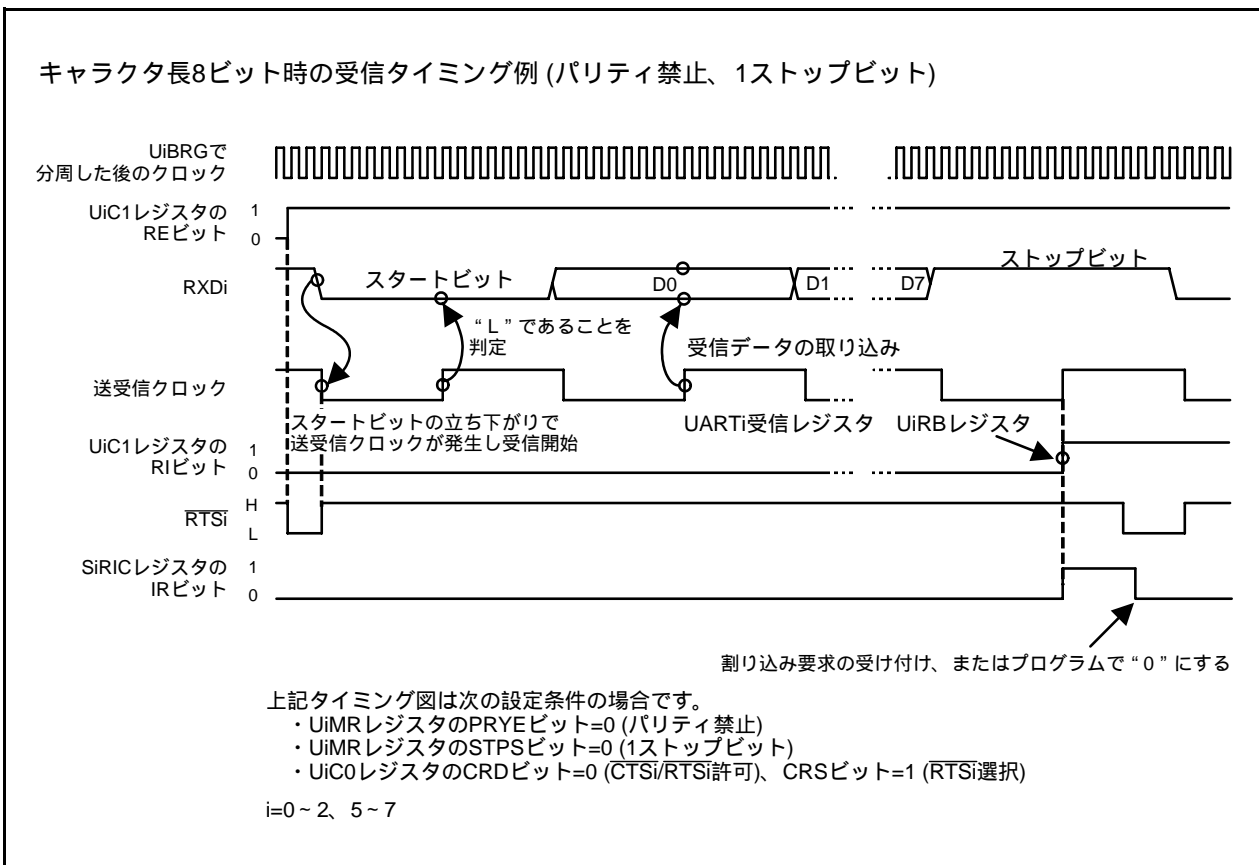 キャラクタ長8ビット時の受信タイミング例 (パリティ禁止、1ストップビット)
UiBRGで
分周した後のクロック
UiC1レジスタの
REビット
1
0
RXDi
スタートビット
D0
D1
D7
ストップビット
“L”であることを
判定
受信データの取り込み
送受信クロック
スタートビットの立ち下がりで
送受信クロックが発生し受信開始
UARTi受信レジスタ
UiRBレジスタ
UiC1レジスタの
RIビット
1
0
RTSi
H
L
SiRICレジスタの
IRビット
1
0
割り込み要求の受け付け、またはプログラムで“0”にする
上記タイミング図は次の設定条件の場合です。
・UiMRレジスタのPRYEビット=0 (パリティ禁止)
・UiMRレジスタのSTPSビット=0 (1ストップビット)
・UiC0レジスタのCRDビット=0 (CTSi/RTSi許可)、CRSビット=1 (RTSi選択)
i=0~2、5~7